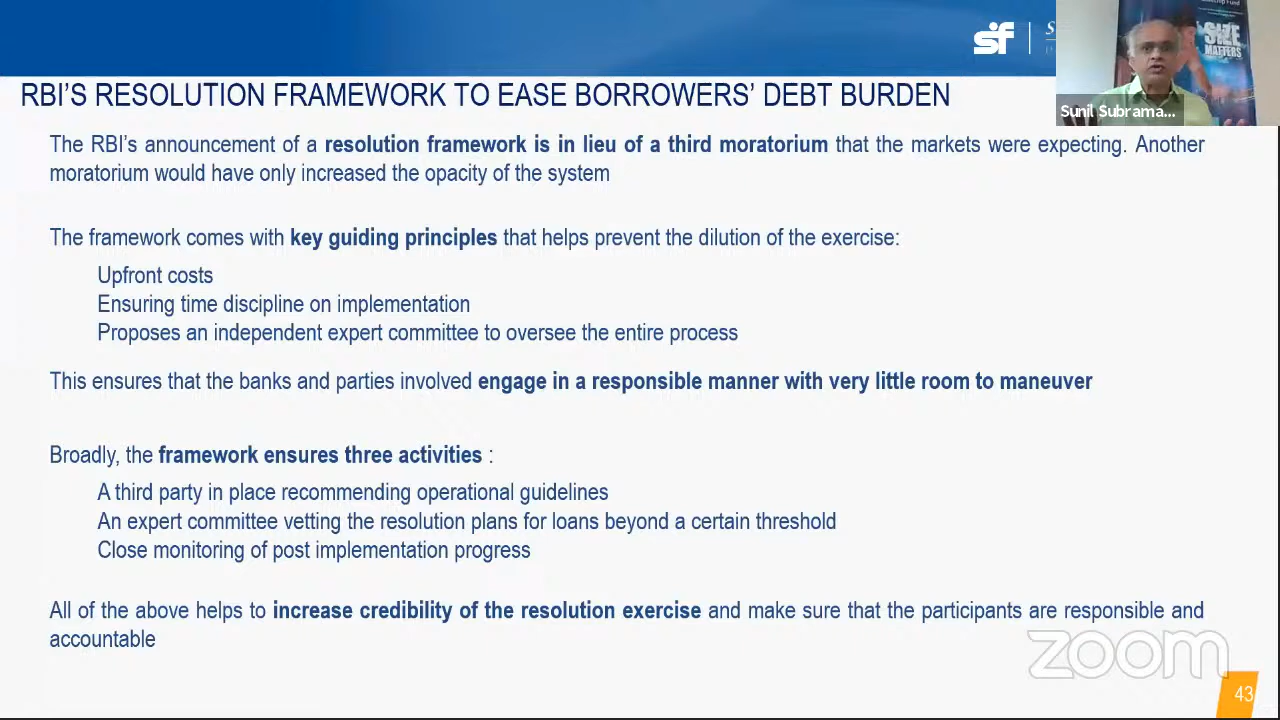 sf
SIZE
MATTERS
Sunil Subrama...
RBI’S RESOLUTION FRAMEWORK TO EASE BORROWERS’ DEBT BURDEN
The RBI’s announcement of a resolution framework is in lieu of a third moratorium that the markets were expecting. Another
moratorium would have only increased the opacity of the system
The framework comes with key guiding principles that helps prevent the dilution of the exercise:
Upfront costs
Ensuring time discipline on implementation
Proposes an independent expert committee to oversee the entire process
This ensures that the banks and parties involved engage in a responsible manner with very little room to maneuver
Broadly, the framework ensures three activities :
A third party in place recommending operational guidelines
An expert committee vetting the resolution plans for loans beyond a certain threshold
Close monitoring of post implementation progress
All of the above helps to increase credibility of the resolution exercise and make sure that the participants are responsible and
accountable
zoom
43